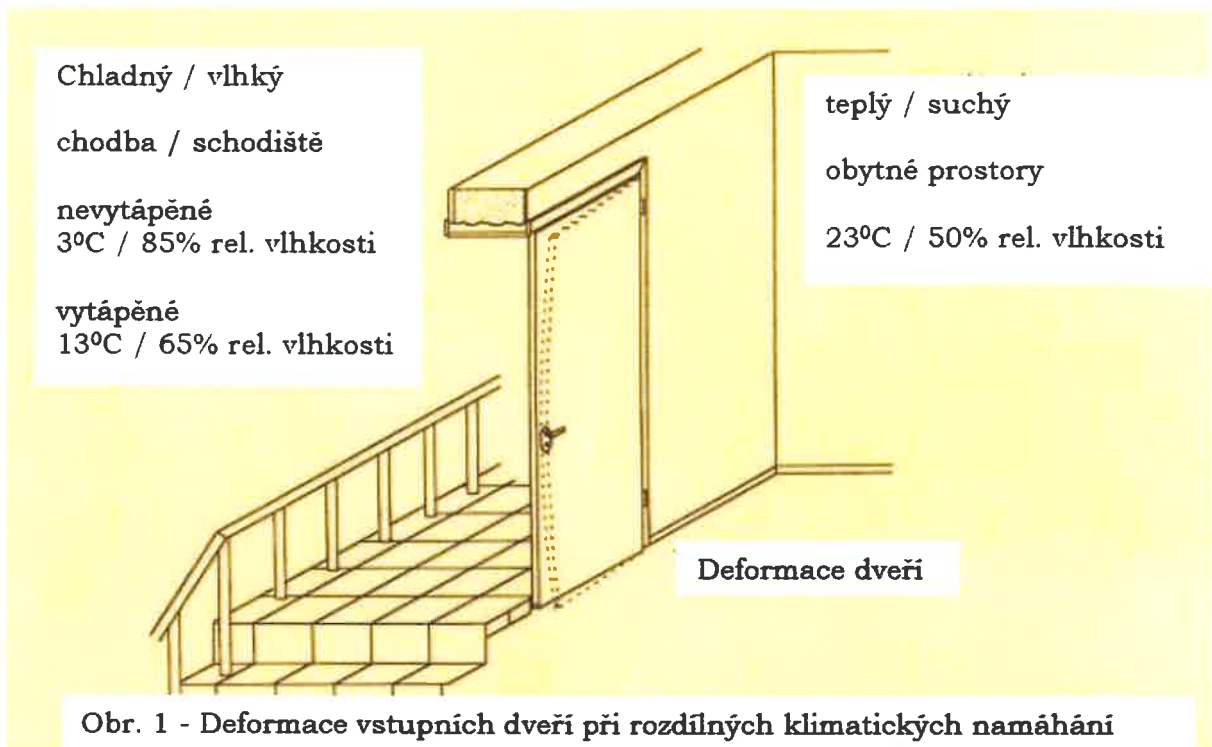 Chladný / vlhký
chodba / schodiště
nevytápěné
3⁰C / 85% rel. vlhkosti
vytápěné
13⁰C / 65% rel. vlhkosti
teplý / suchý
obytné prostory
23⁰C / 50% rel. vlhkosti
Deformace dveří
Obr. 1 - Deformace vstupních dveří při rozdílných klimatických namáhání